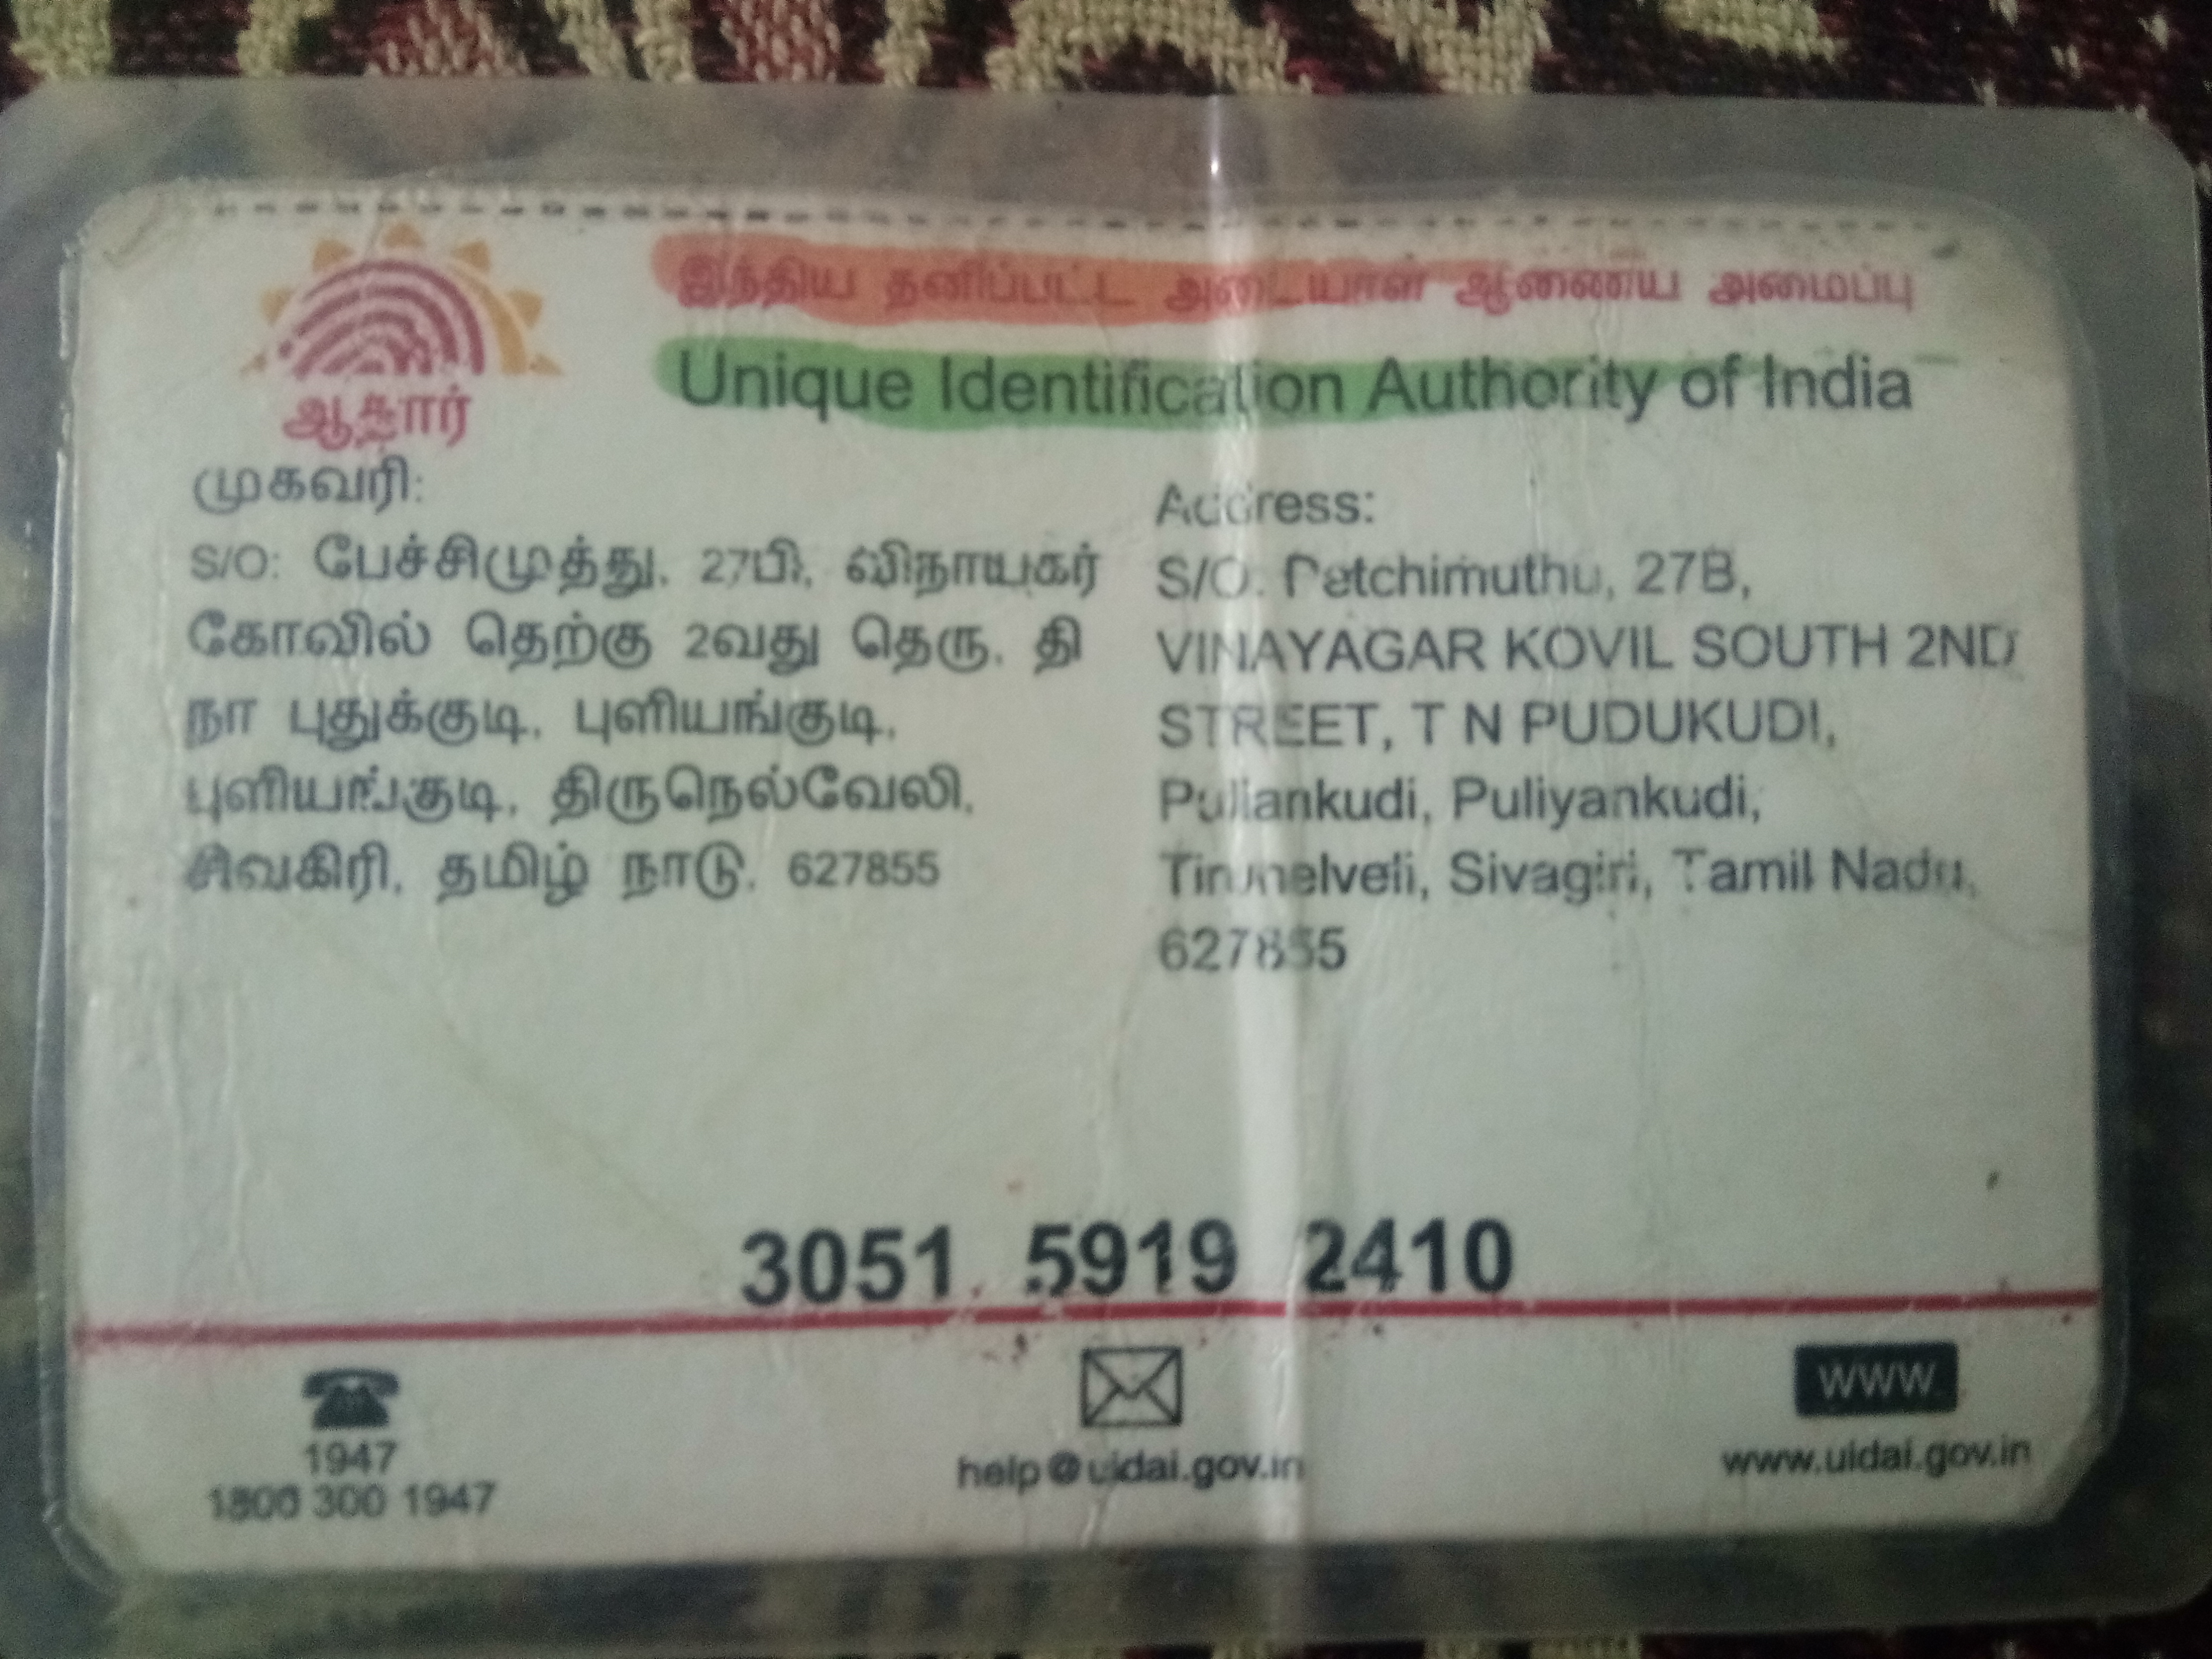 ஆதார்
இந்திய தனிப்பட்ட அடையாள ஆணைய அமைப்பு
Unique Identification Authority of India
முகவரி:
S/O: பேச்சிமுத்து, 27பி, விநாயகர்
கோவில் தெற்கு 2வது தெரு, தி
நா புதுக்குடி, புளியங்குடி,
புளியங்குடி, திருநெல்வேலி,
சிவகிரி, தமிழ் நாடு, 627855
Address:
S/O: Petchimuthu, 27B,
VINAYAGAR KOVIL SOUTH 2ND
STREET, T N PUDUKUDI,
Puliankudi, Puliyankudi,
Tirunelveli, Sivagiri, Tamil Nadu,
627855
3051 5919 2410
1947
1800 300 1947
help@uidai.gov.in
WWW
www.uidai.gov.in